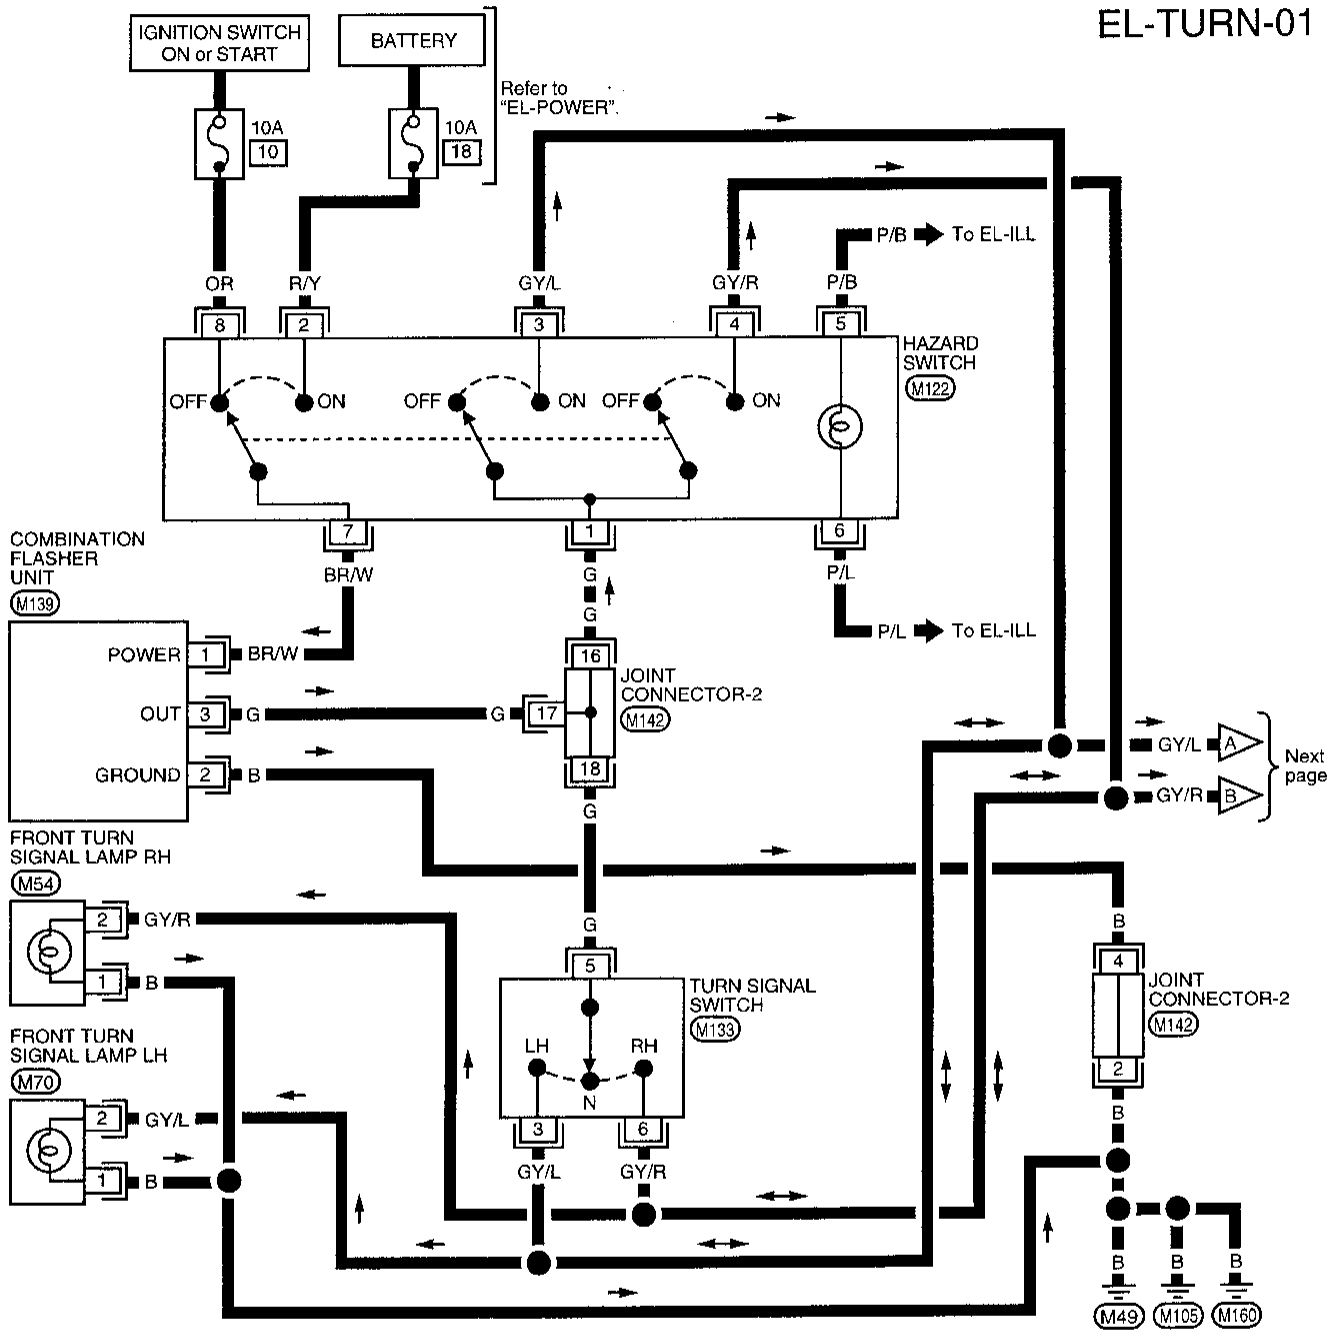 EL-TURN-01
IGNITION SWITCH
ON or START
BATTERY
Refer to
"EL-POWER".
10A
10
10A
18
P/B To EL-ILL
OR
R/Y
GY/L
GY/R
P/B
8
2
3
4
5
HAZARD
SWITCH
M122
OFF
ON
OFF
ON
OFF
ON
7
1
6
COMBINATION
FLASHER
UNIT
M139
BR/W
G
G
P/L
P/L To EL-ILL
POWER 1 BR/W
16
JOINT
CONNECTOR-2
M142
OUT 3 G
G 17
GROUND 2 B
18
G
GY/L A
GY/R B
Next
page
FRONT TURN
SIGNAL LAMP RH
M54
2 GY/R
1 B
G
5
TURN SIGNAL
SWITCH
M133
LH
RH
N
3
6
GY/L
GY/R
B
4
JOINT
CONNECTOR-2
M142
2
B
FRONT TURN
SIGNAL LAMP LH
M70
2 GY/L
1 B
B
B
B
M49
M105
M160